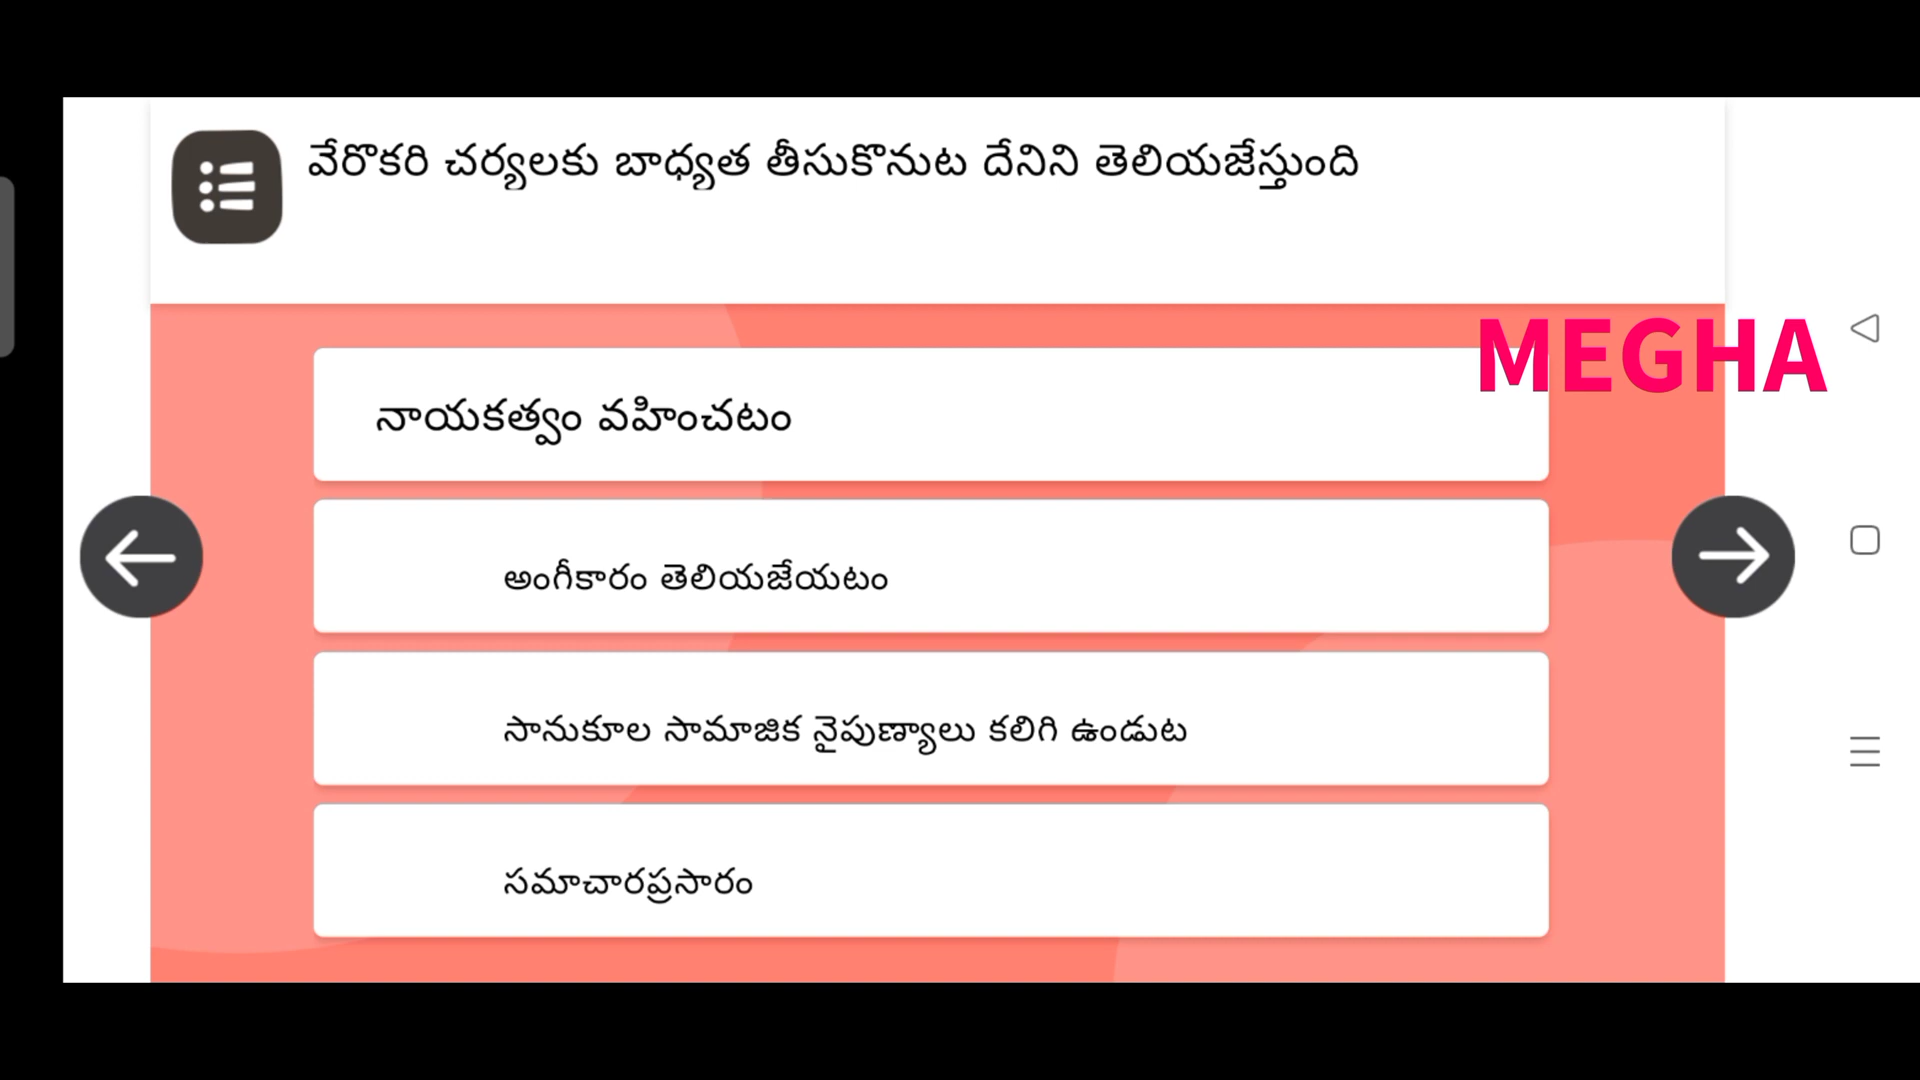 వేరొకరి చర్యలకు బాధ్యత తీసుకొనుట దేనిని తెలియజేస్తుంది
MEGHA
నాయకత్వం వహించటం
అంగీకారం తెలియజేయటం
సానుకూల సామాజిక నైపుణ్యాలు కలిగి ఉండుట
సమాచారప్రసారం